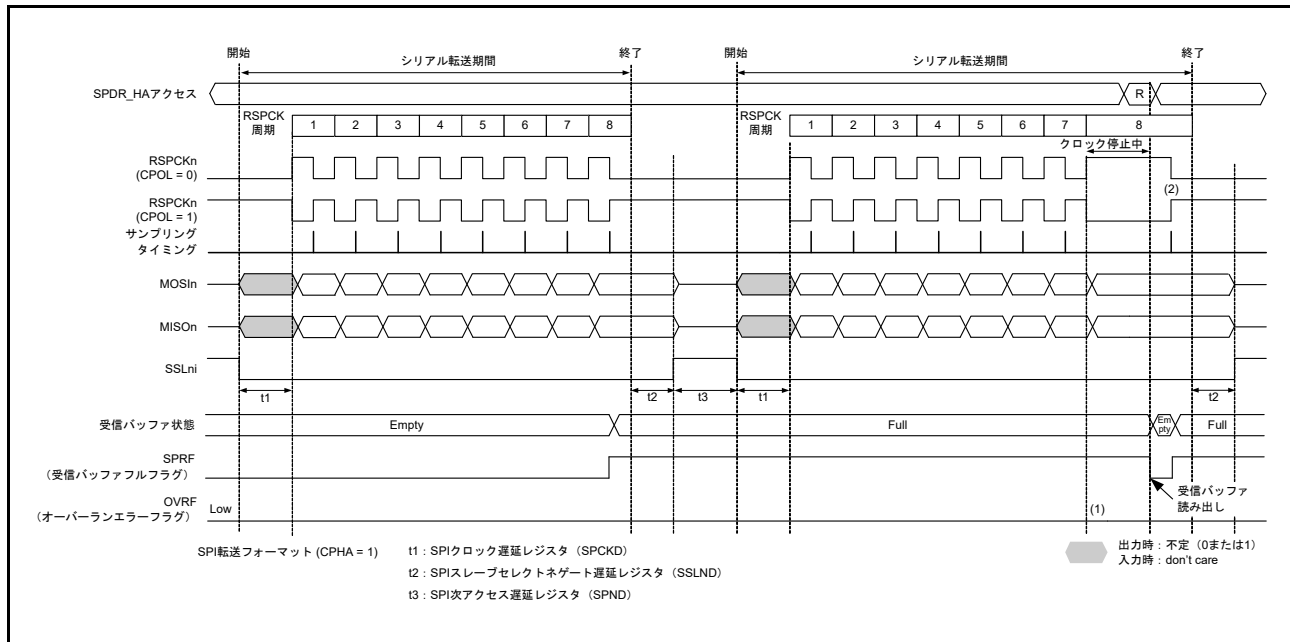 開始
シリアル転送期間
終了
開始
シリアル転送期間
終了
SPDR_HAアクセス
R
RSPCK
周期
1 2 3 4 5 6 7 8
RSPCK
周期
1 2 3 4 5 6 7 8
クロック停止中
RSPCKn
(CPOL = 0)
(2)
RSPCKn
(CPOL = 1)
サンプリング
タイミング
MOSIn
MISOn
SSLni
t1
t2
t3
t1
t2
受信バッファ状態
Empty
Full
Em
pty
Full
SPRF
(受信バッファフルフラグ)
受信バッファ
読み出し
OVRF
(オーバーランエラーフラグ)
Low
(1)
SPI転送フォーマット (CPHA = 1)
t1:SPIクロック遅延レジスタ(SPCKD)
t2:SPIスレーブセレクトネゲート遅延レジスタ(SSLND)
t3:SPI次アクセス遅延レジスタ(SPND)
出力時:不定(0または1)
入力時:don't care